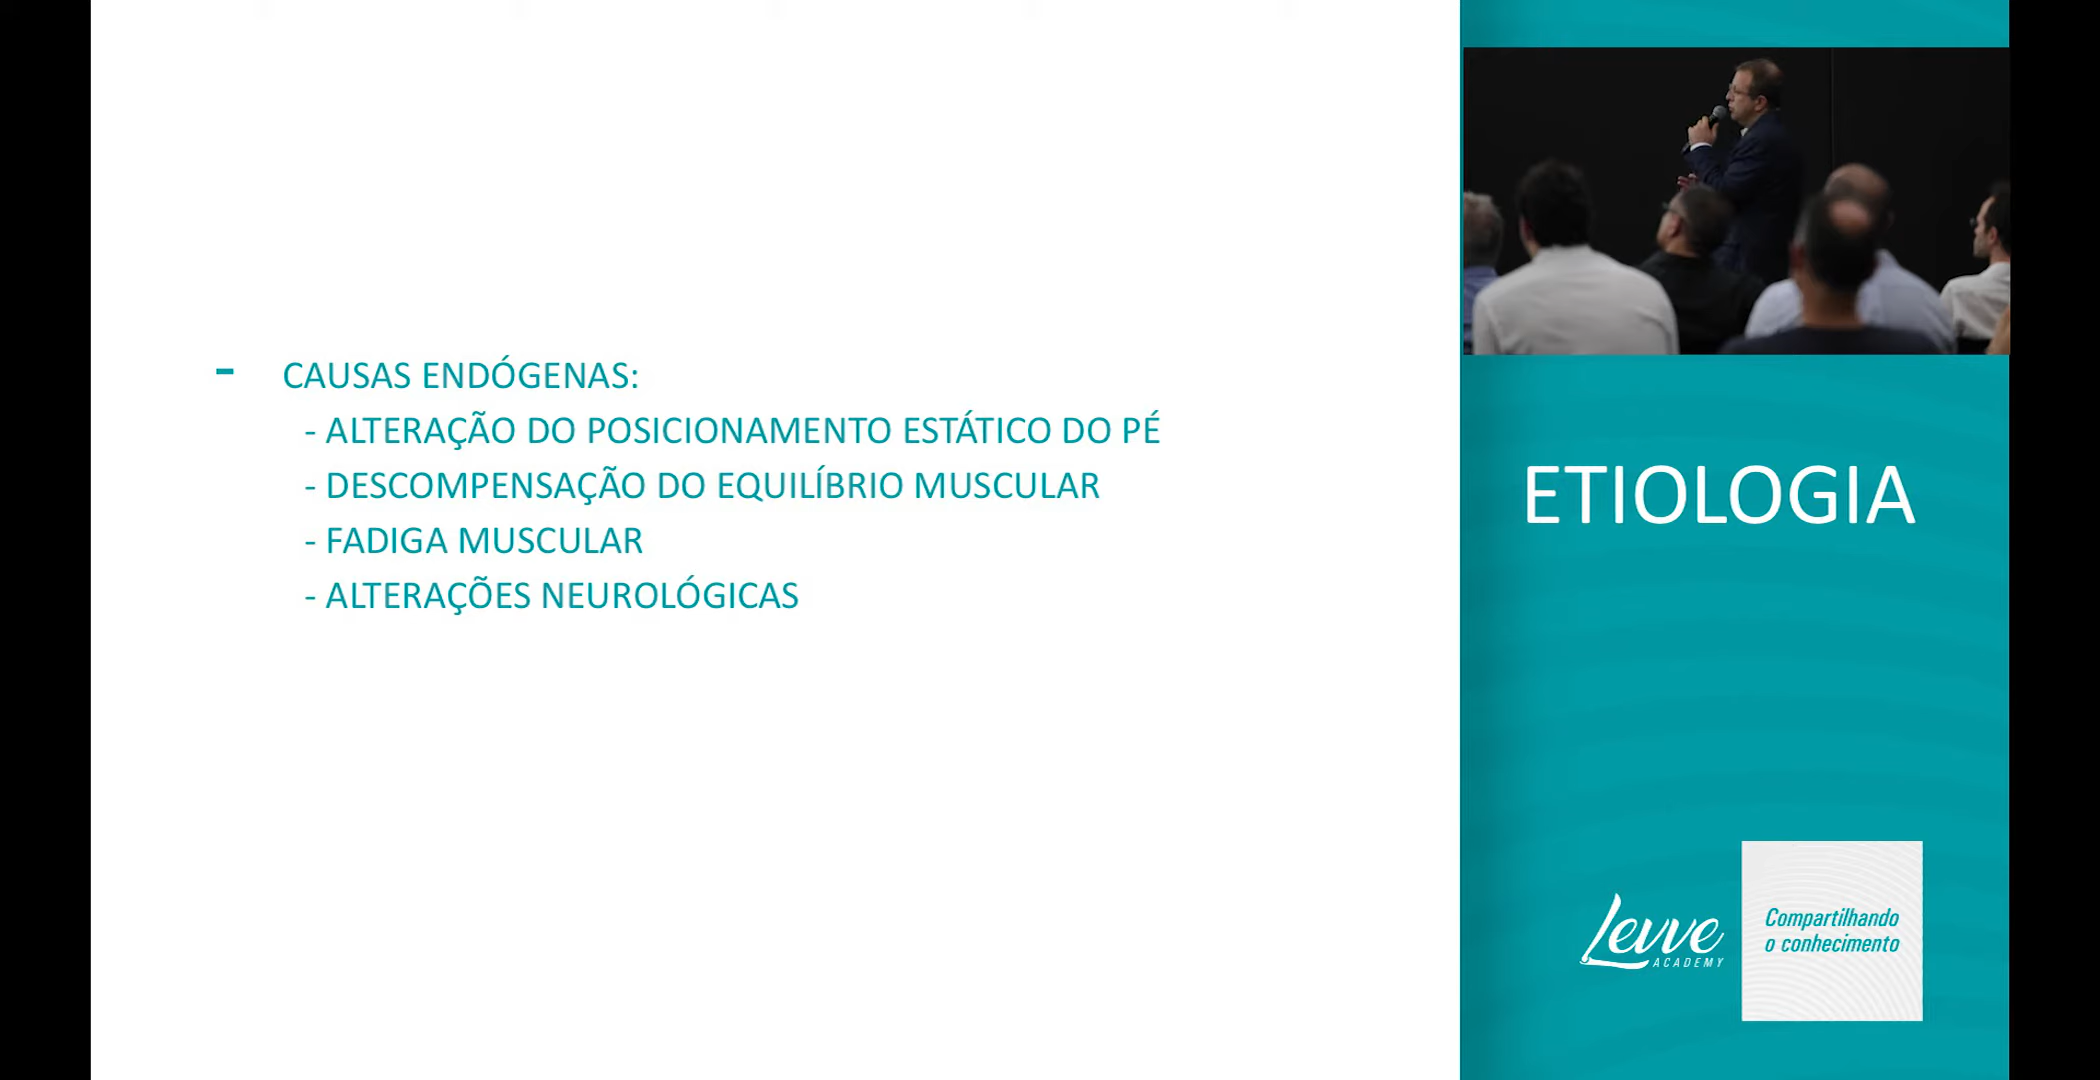 - CAUSAS ENDÓGENAS:
- ALTERAÇÃO DO POSICIONAMENTO ESTÁTICO DO PÉ
- DESCOMPENSAÇÃO DO EQUILÍBRIO MUSCULAR
- FADIGA MUSCULAR
- ALTERAÇÕES NEUROLÓGICAS
ETIOLOGIA
Levve
ACADEMY
Compartilhando
o conhecimento